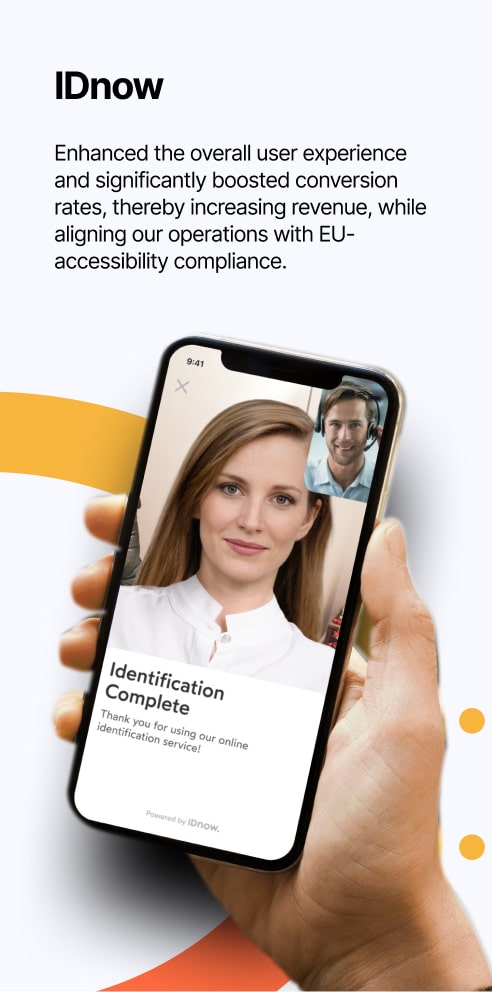 IDnow
Enhanced the overall user experience
and significantly boosted conversion
rates, thereby increasing revenue, while
aligning our operations with EU-
accessibility compliance.
9:41
Identification
Complete
Thank you for using our online
identification service!
Powered by IDnow.